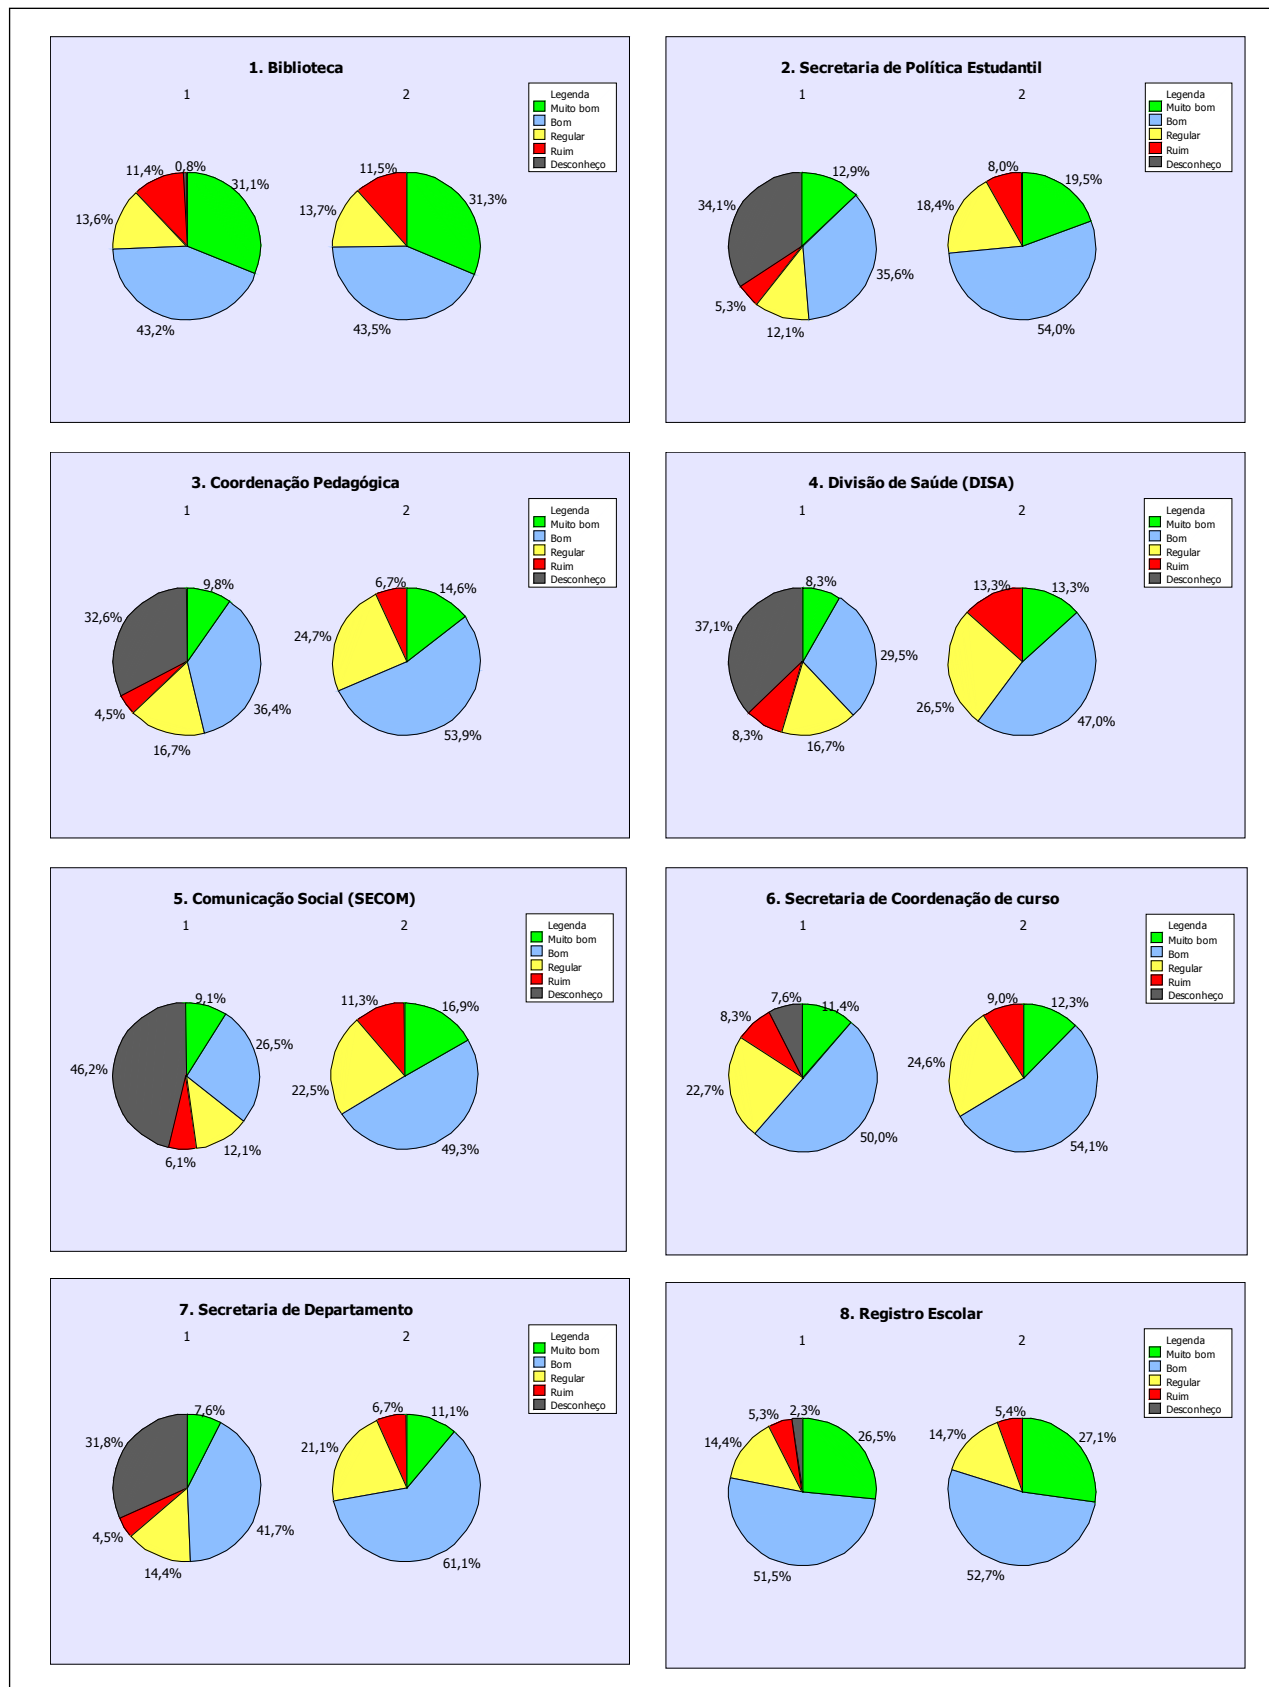 1. Biblioteca
1
2
Legenda
Muito bom
Bom
Regular
Ruim
Desconheço
11,4%
0,8%
31,1%
13,6%
43,2%
11,5%
31,3%
13,7%
43,5%
2. Secretaria de Política Estudantil
1
2
Legenda
Muito bom
Bom
Regular
Ruim
Desconheço
12,9%
34,1%
35,6%
5,3%
12,1%
8,0%
19,5%
18,4%
54,0%
3. Coordenação Pedagógica
1
2
Legenda
Muito bom
Bom
Regular
Ruim
Desconheço
9,8%
32,6%
4,5%
36,4%
16,7%
6,7%
14,6%
24,7%
53,9%
4. Divisão de Saúde (DISA)
1
2
Legenda
Muito bom
Bom
Regular
Ruim
Desconheço
8,3%
37,1%
29,5%
8,3%
16,7%
13,3%
13,3%
26,5%
47,0%
5. Comunicação Social (SECOM)
1
2
Legenda
Muito bom
Bom
Regular
Ruim
Desconheço
9,1%
26,5%
46,2%
12,1%
6,1%
11,3%
16,9%
22,5%
49,3%
6. Secretaria de Coordenação de curso
1
2
Legenda
Muito bom
Bom
Regular
Ruim
Desconheço
7,6%
11,4%
8,3%
22,7%
50,0%
9,0%
12,3%
24,6%
54,1%
7. Secretaria de Departamento
1
2
Legenda
Muito bom
Bom
Regular
Ruim
Desconheço
7,6%
31,8%
41,7%
4,5%
14,4%
6,7%
11,1%
21,1%
61,1%
8. Registro Escolar
1
2
Legenda
Muito bom
Bom
Regular
Ruim
Desconheço
5,3%
2,3%
26,5%
14,4%
51,5%
5,4%
27,1%
14,7%
52,7%